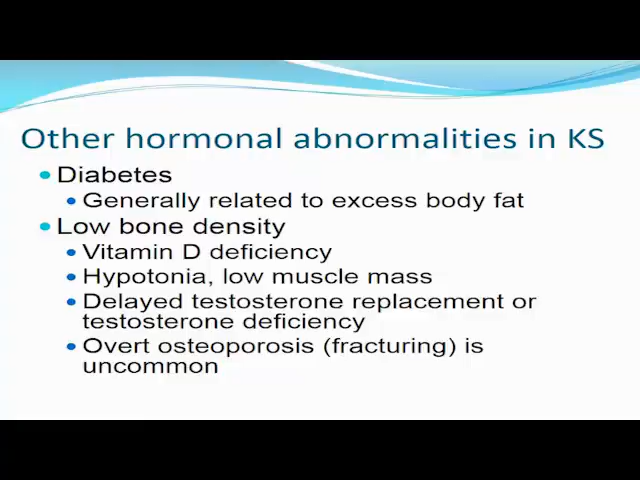 Other hormonal abnormalities in KS
• Diabetes
• Generally related to excess body fat
• Low bone density
• Vitamin D deficiency
• Hypotonia, low muscle mass
• Delayed testosterone replacement or
testosterone deficiency
• Overt osteoporosis (fracturing) is
uncommon